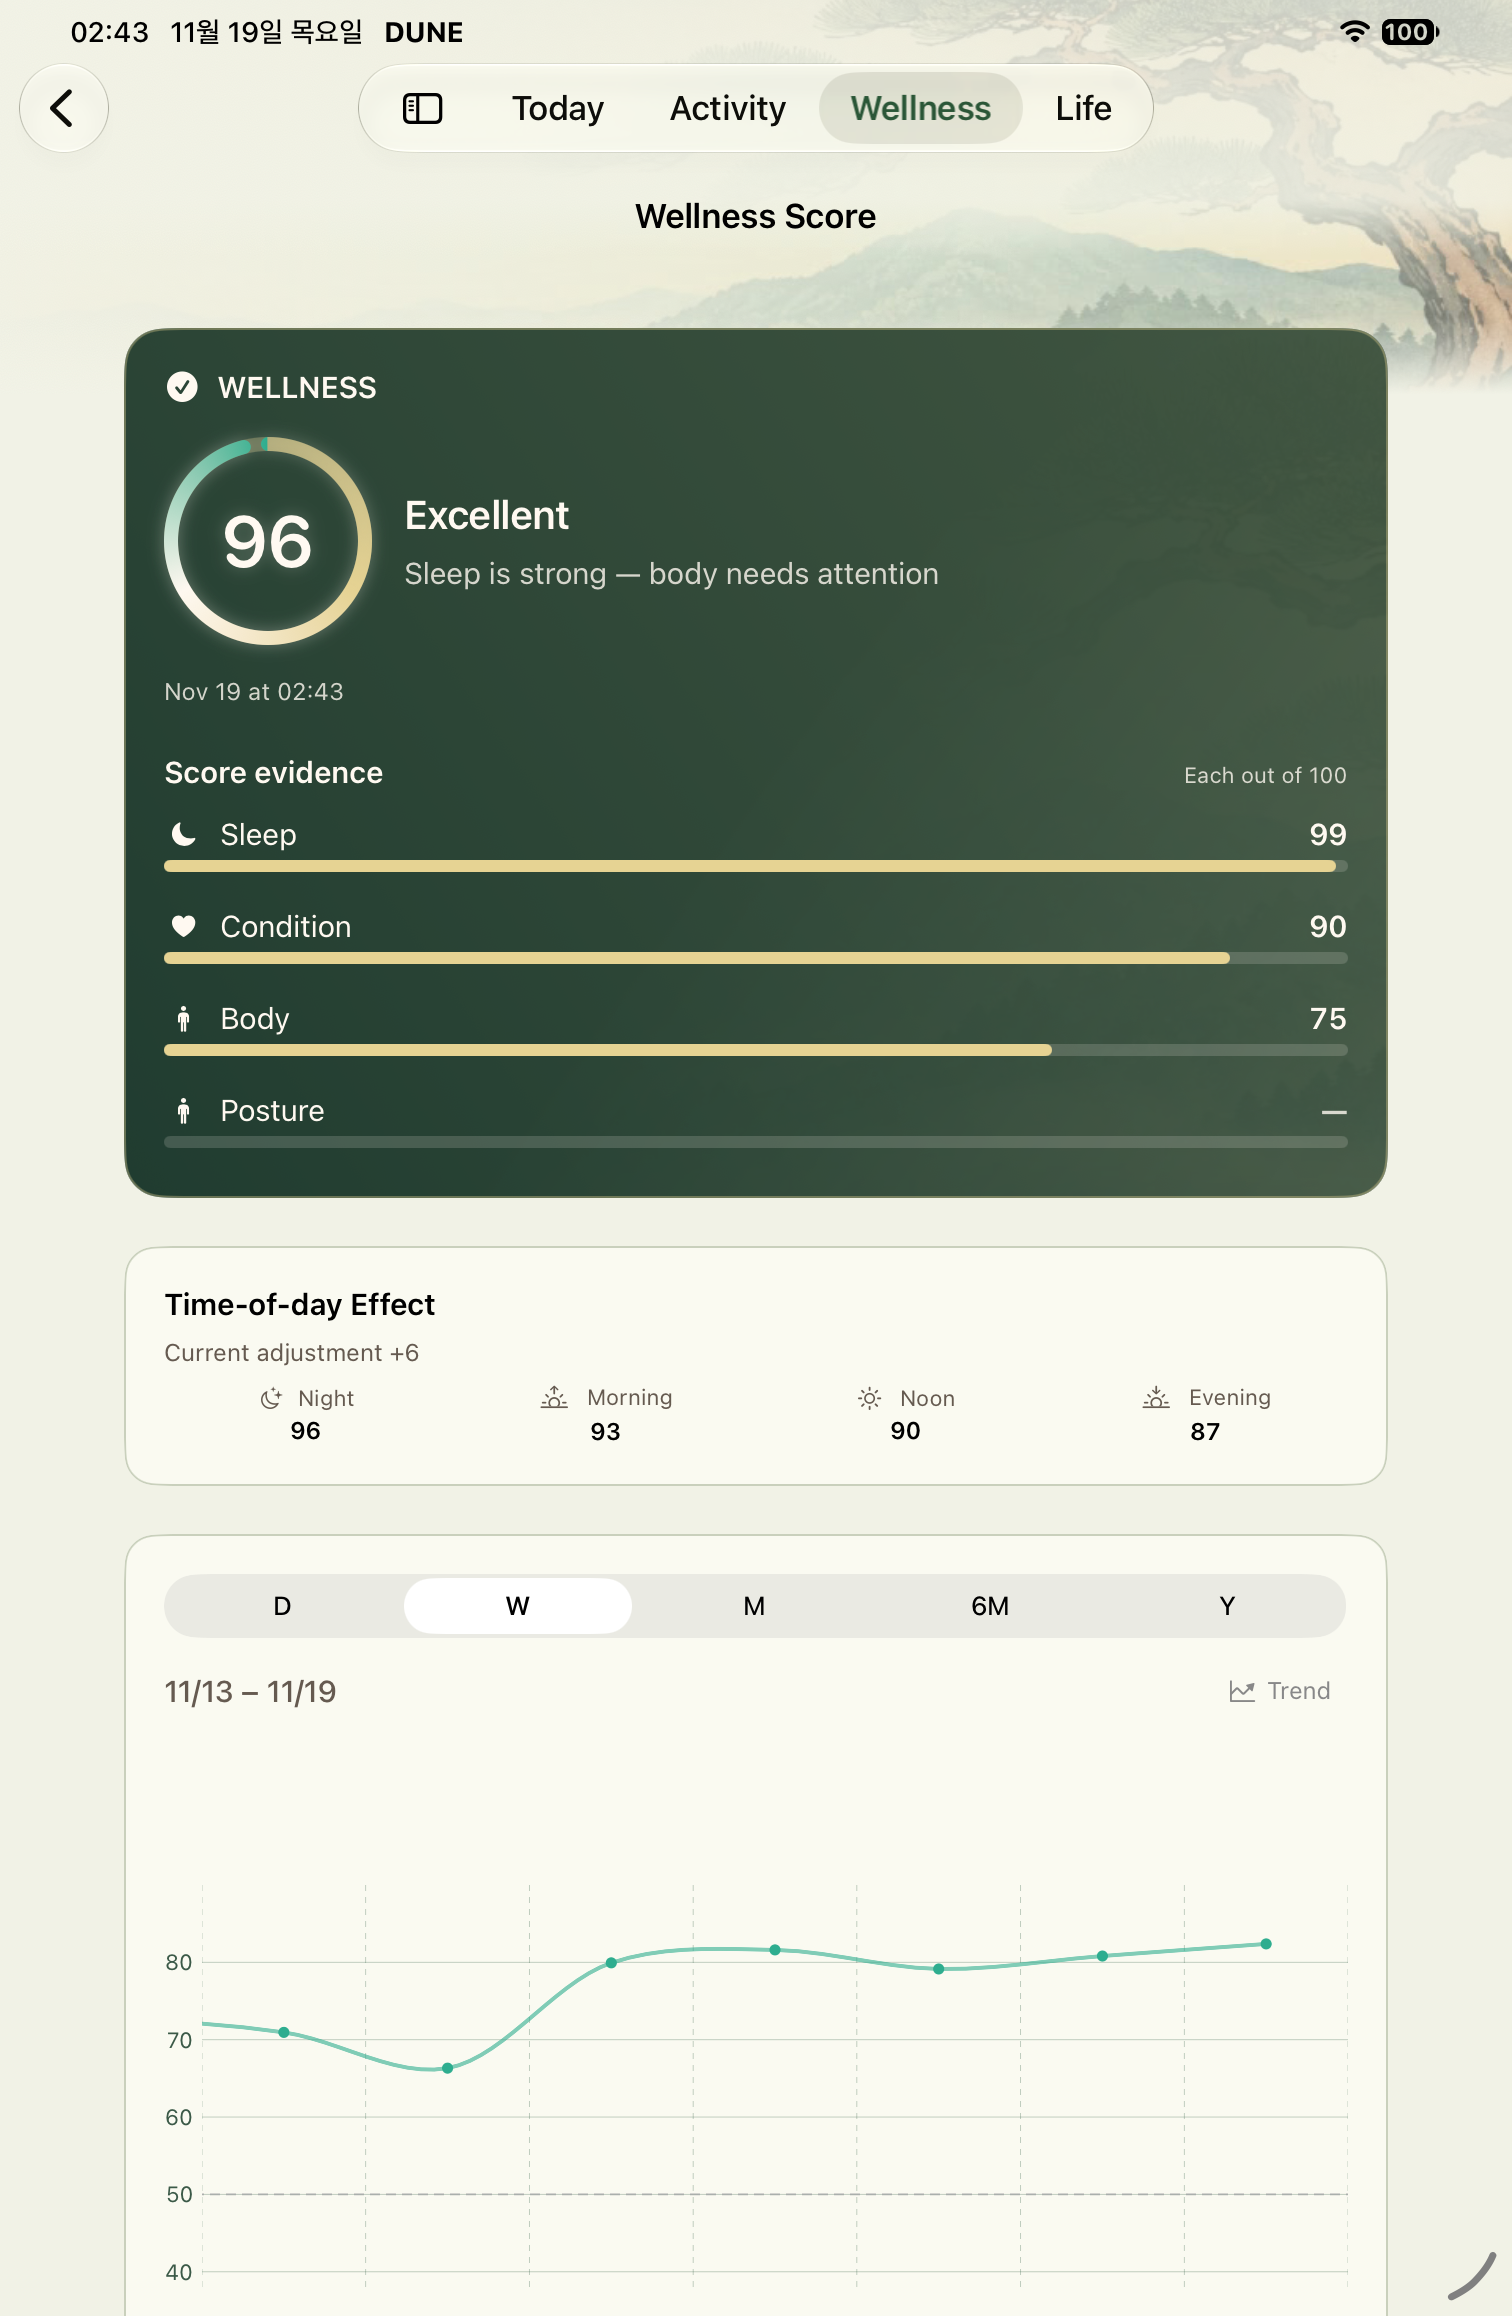 02:43 11월 19일 목요일 DUNE 100
Today Activity Wellness Life
Wellness Score
WELLNESS
96
Excellent
Sleep is strong — body needs attention
Nov 19 at 02:43
Score evidence Each out of 100
Sleep 99
Condition 90
Body 75
Posture —
Time-of-day Effect
Current adjustment +6
Night Morning Noon Evening
96 93 90 87
D W M 6M Y
11/13 – 11/19 Trend
80
70
60
50
40